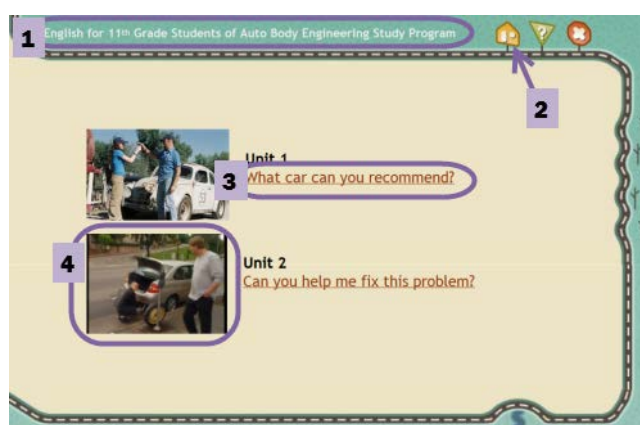 1
English for 11th Grade Students of Auto Body Engineering Study Program
?
2
Unit 1
3
What car can you recommend?
4
Unit 2
Can you help me fix this problem?